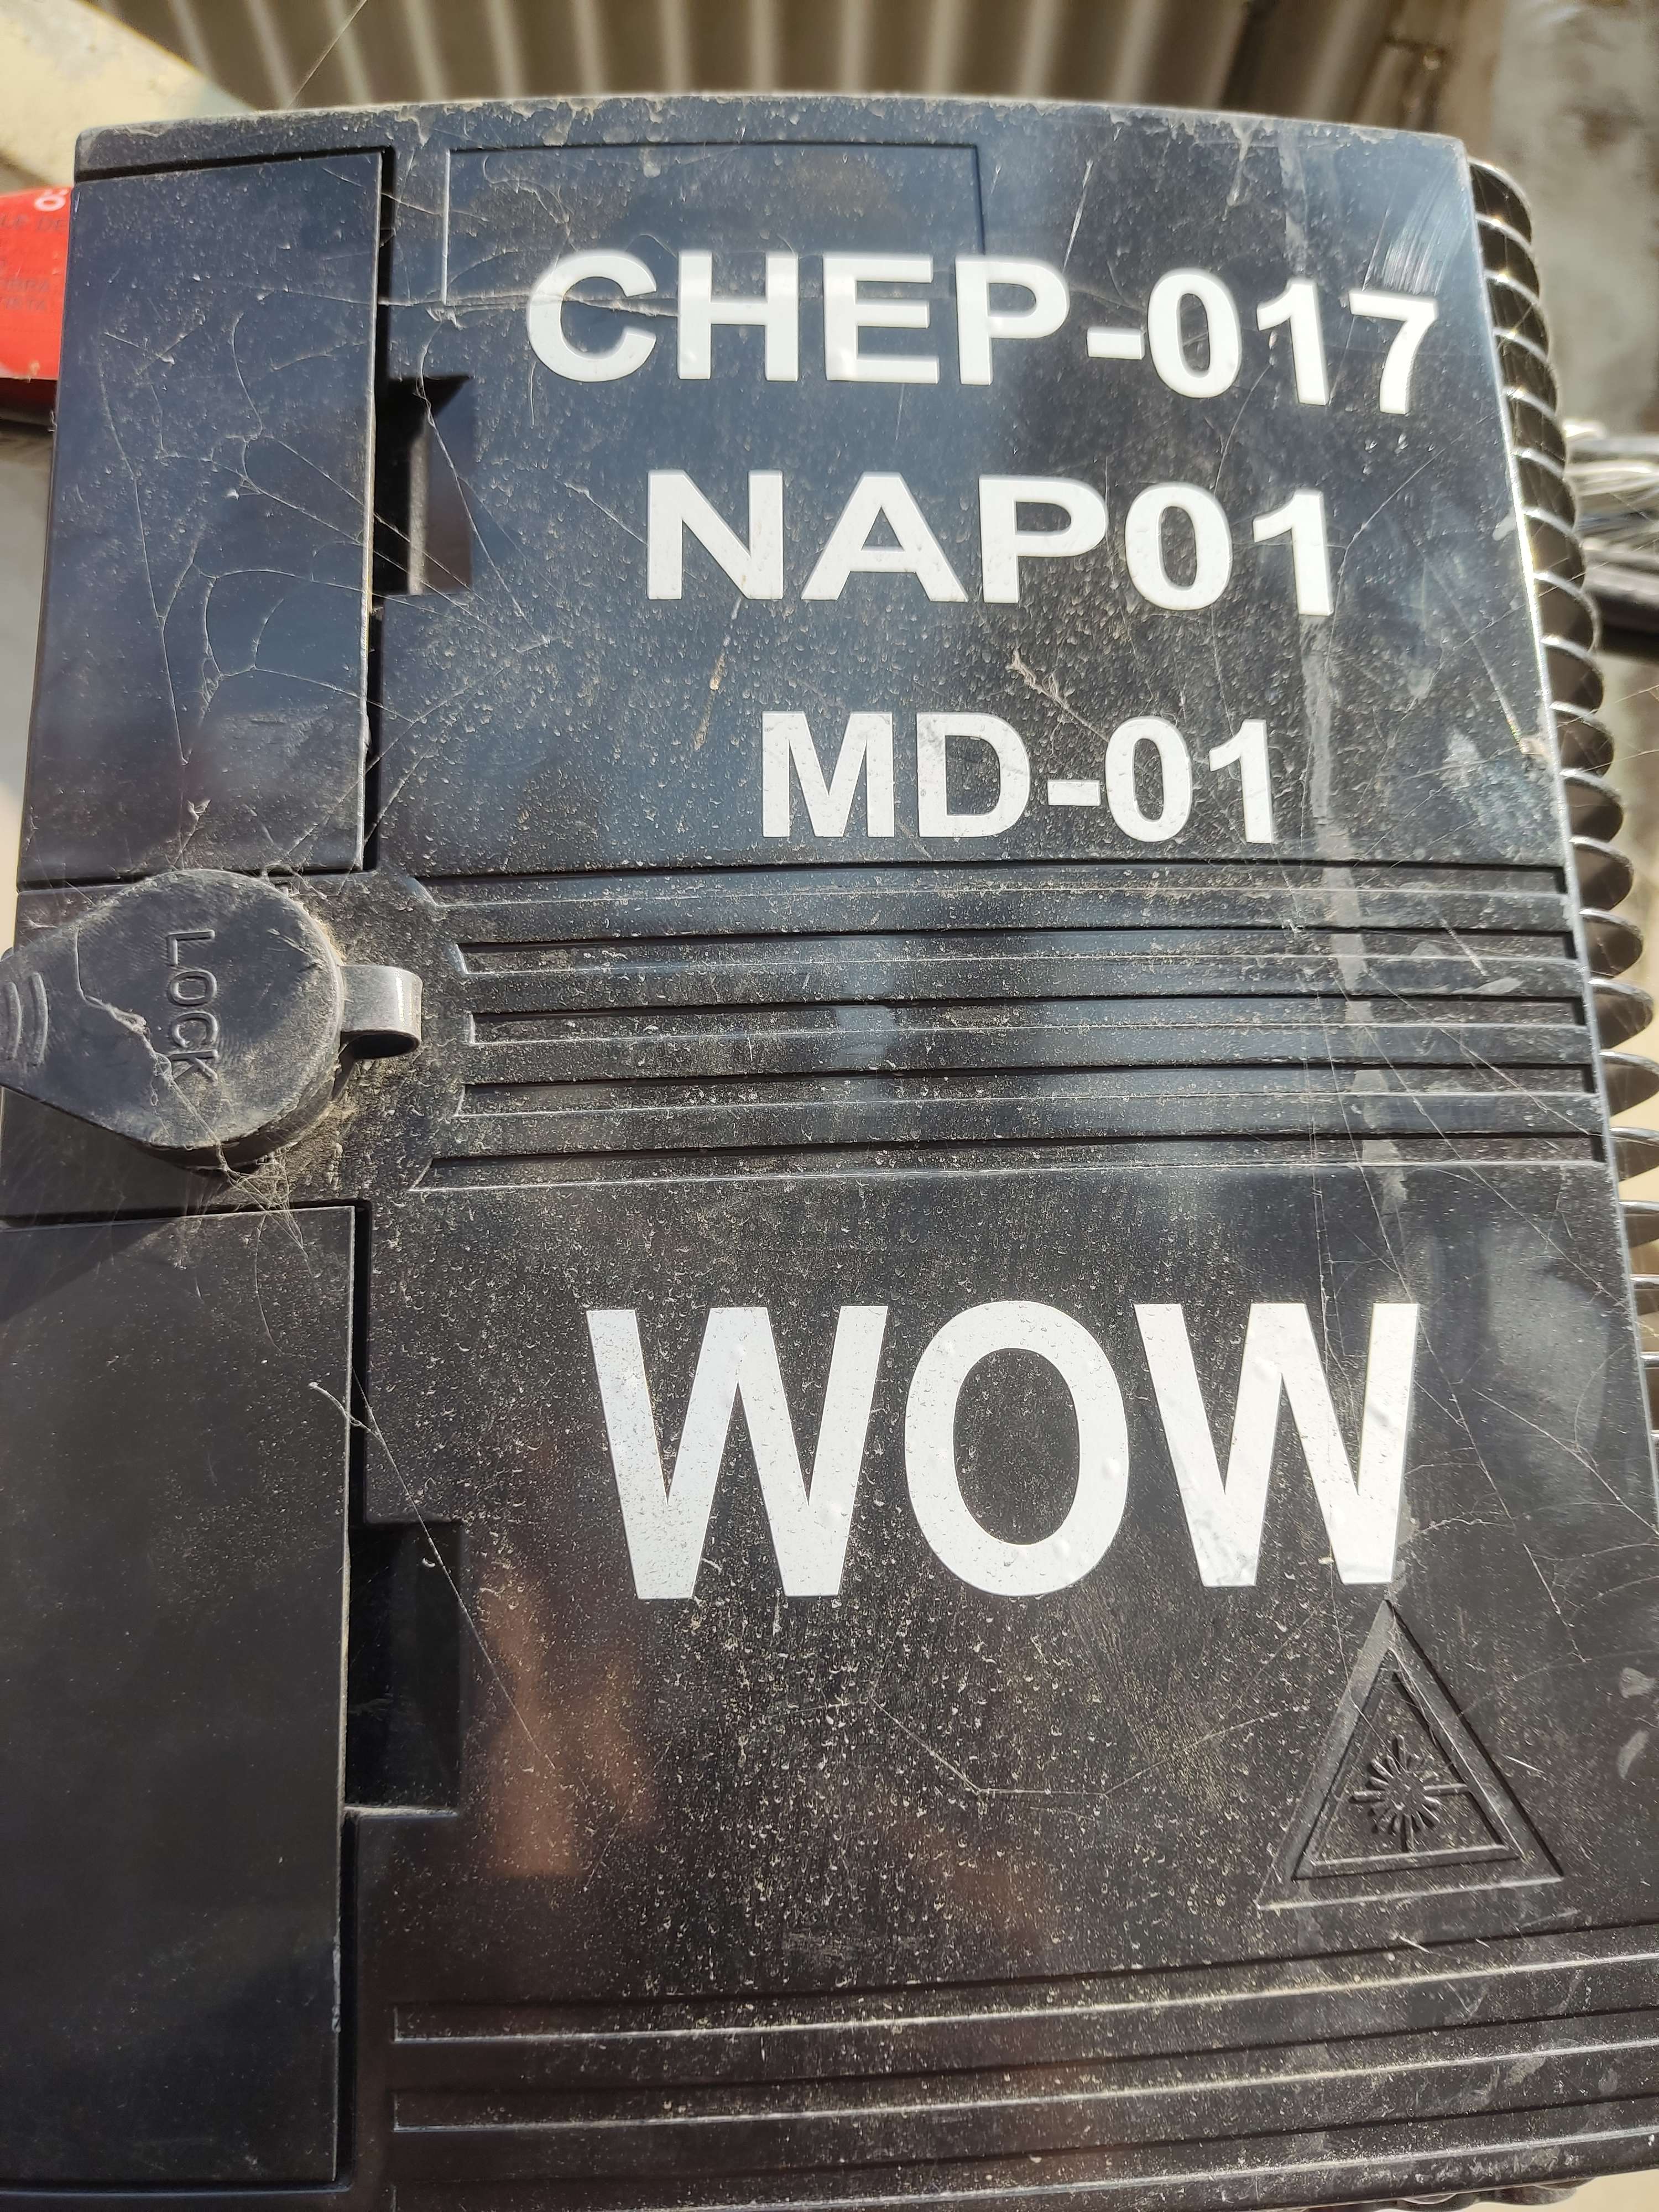 CHEP-017
NAP01
MD-01
LOCK
WOW